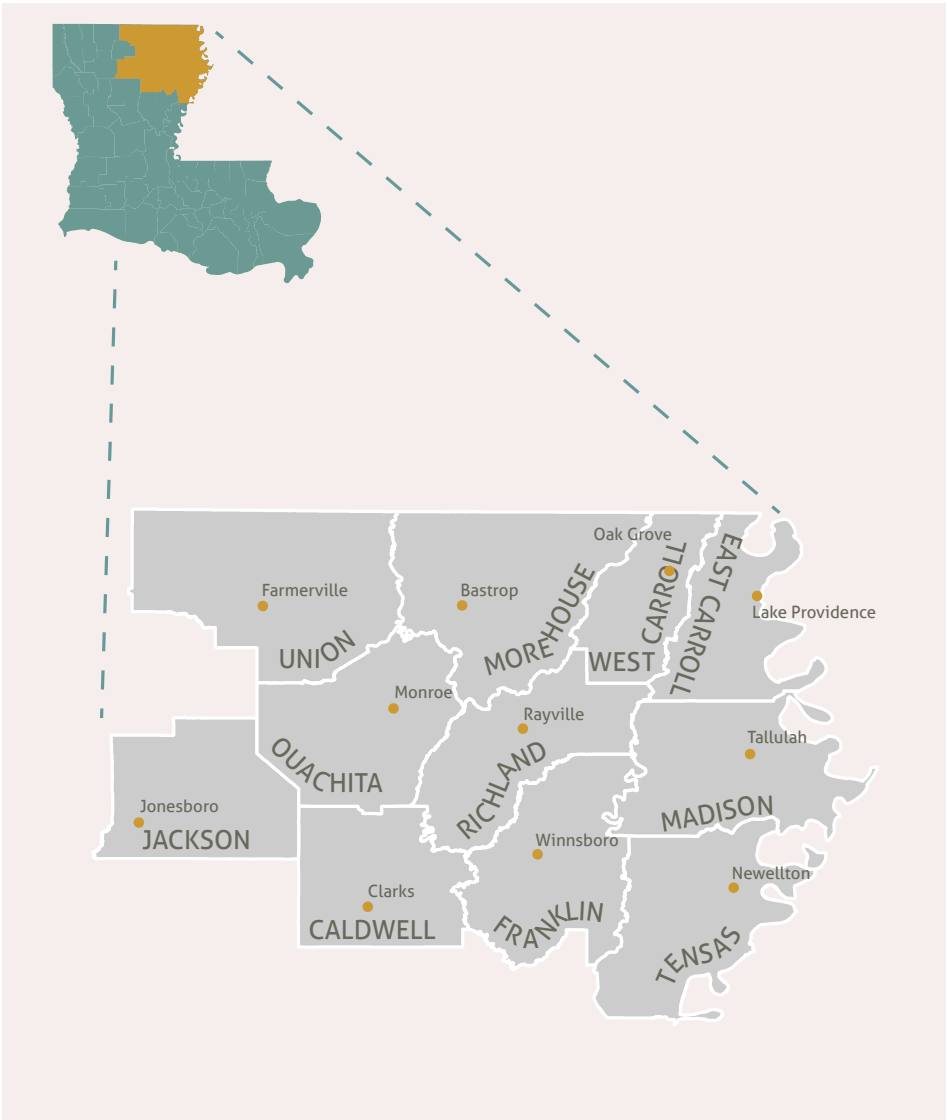 Oak Grove
EAST CARROLL
WEST CARROLL
Farmerville
Bastrop
MOREHOUSE
Lake Providence
UNION
Monroe
Rayville
Tallulah
OUACHITA
RICHLAND
Jonesboro
JACKSON
MADISON
Winnsboro
Newellton
Clarks
CALDWELL
FRANKLIN
TENSAS